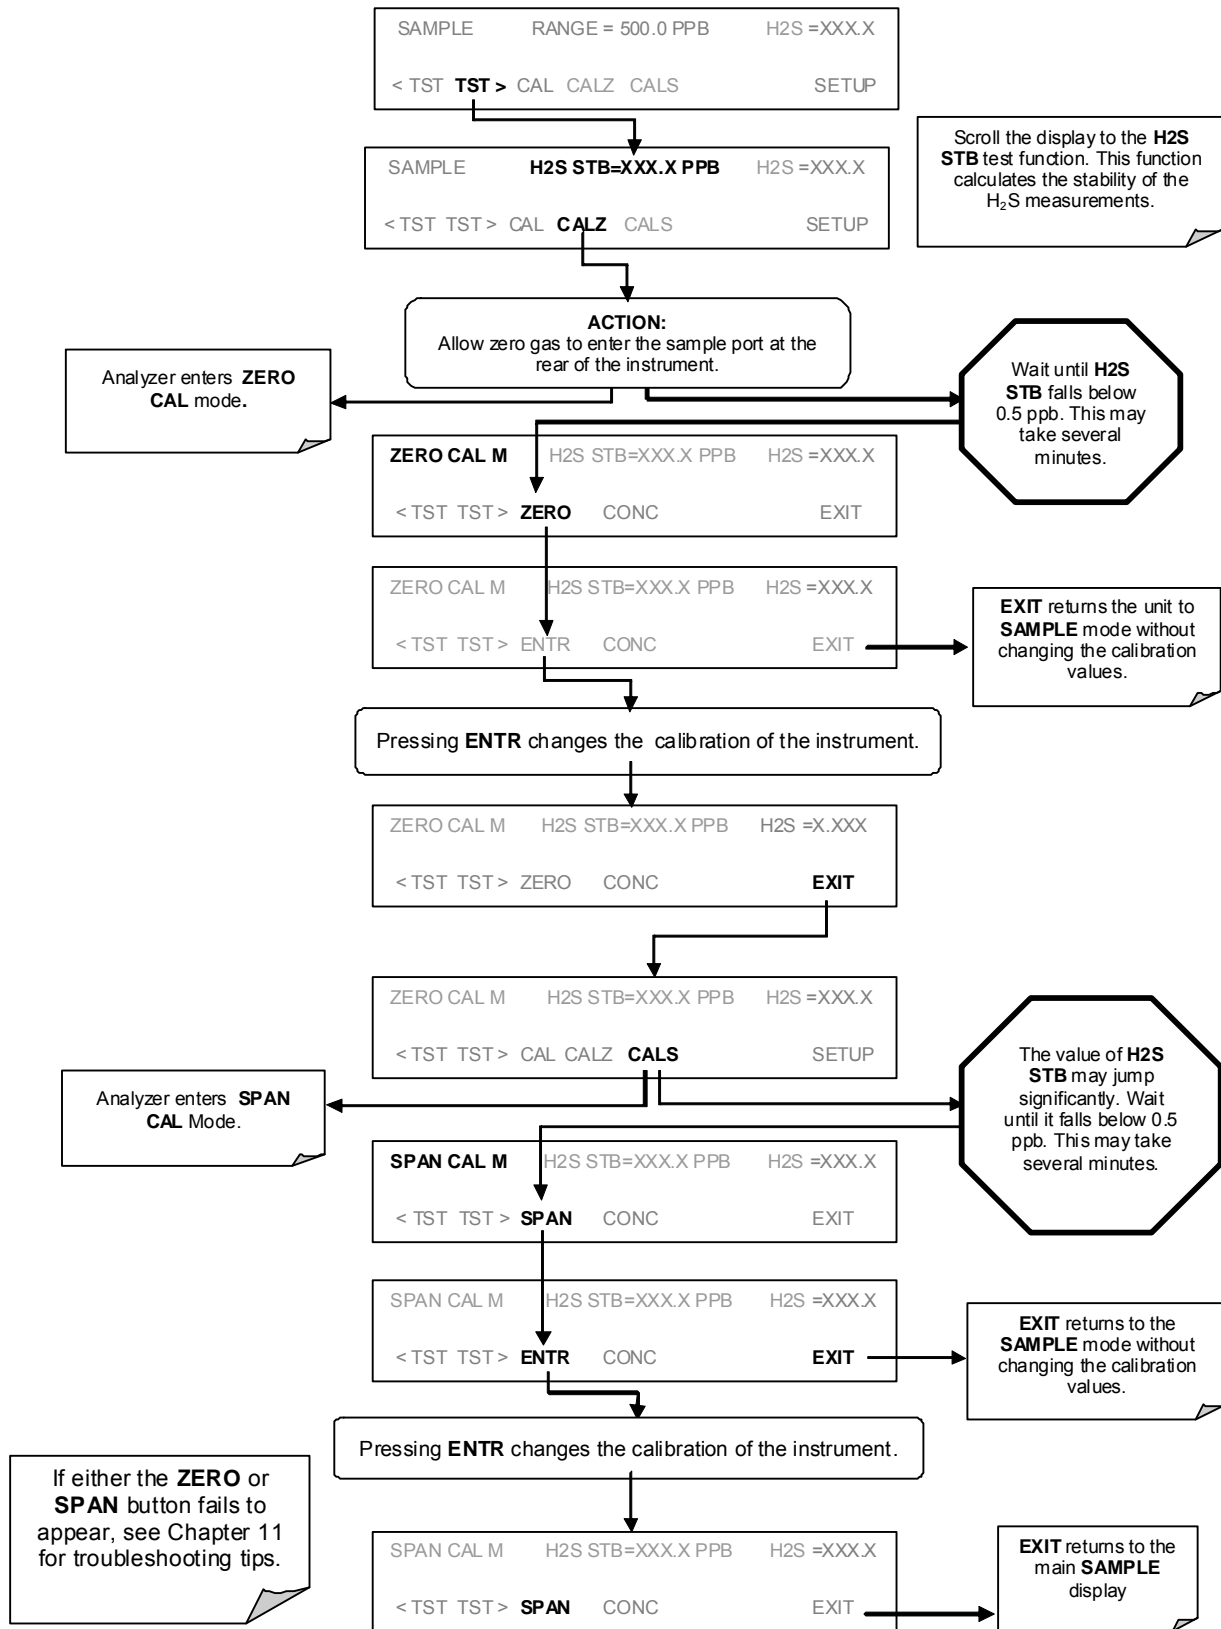 SAMPLE RANGE = 500.0 PPB H2S =XXX.X
< TST TST > CAL CALZ CALS SETUP
Scroll the display to the H2S
STB test function. This function
calculates the stability of the
H2S measurements.
SAMPLE H2S STB=XXX.X PPB H2S =XXX.X
< TST TST > CAL CALZ CALS SETUP
ACTION:
Allow zero gas to enter the sample port at the
rear of the instrument.
Analyzer enters ZERO
CAL mode.
Wait until H2S
STB falls below
0.5 ppb. This may
take several
minutes.
ZERO CAL M H2S STB=XXX.X PPB H2S =XXX.X
< TST TST > ZERO CONC EXIT
ZERO CAL M H2S STB=XXX.X PPB H2S =XXX.X
< TST TST > ENTR CONC EXIT
EXIT returns the unit to
SAMPLE mode without
changing the calibration
values.
Pressing ENTR changes the calibration of the instrument.
ZERO CAL M H2S STB=XXX.X PPB H2S =X.XXX
< TST TST > ZERO CONC EXIT
ZERO CAL M H2S STB=XXX.X PPB H2S =XXX.X
< TST TST > CAL CALZ CALS SETUP
Analyzer enters SPAN
CAL Mode.
The value of H2S
STB may jump
significantly. Wait
until it falls below 0.5
ppb. This may take
several minutes.
SPAN CAL M H2S STB=XXX.X PPB H2S =XXX.X
< TST TST > SPAN CONC EXIT
SPAN CAL M H2S STB=XXX.X PPB H2S =XXX.X
< TST TST > ENTR CONC EXIT
EXIT returns to the
SAMPLE mode without
changing the calibration
values.
Pressing ENTR changes the calibration of the instrument.
If either the ZERO or
SPAN button fails to
appear, see Chapter 11
for troubleshooting tips.
SPAN CAL M H2S STB=XXX.X PPB H2S =XXX.X
< TST TST > SPAN CONC EXIT
EXIT returns to the
main SAMPLE
display